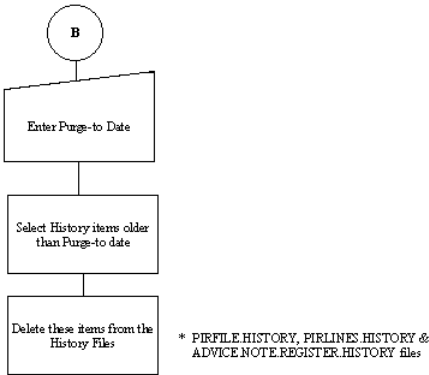 B
Enter Purge-to Date
Select History items older
than Purge-to date
Delete these items from the
History Files
* PIRFILE.HISTORY, PIRLINES.HISTORY &
ADVICE.NOTE.REGISTER.HISTORY files